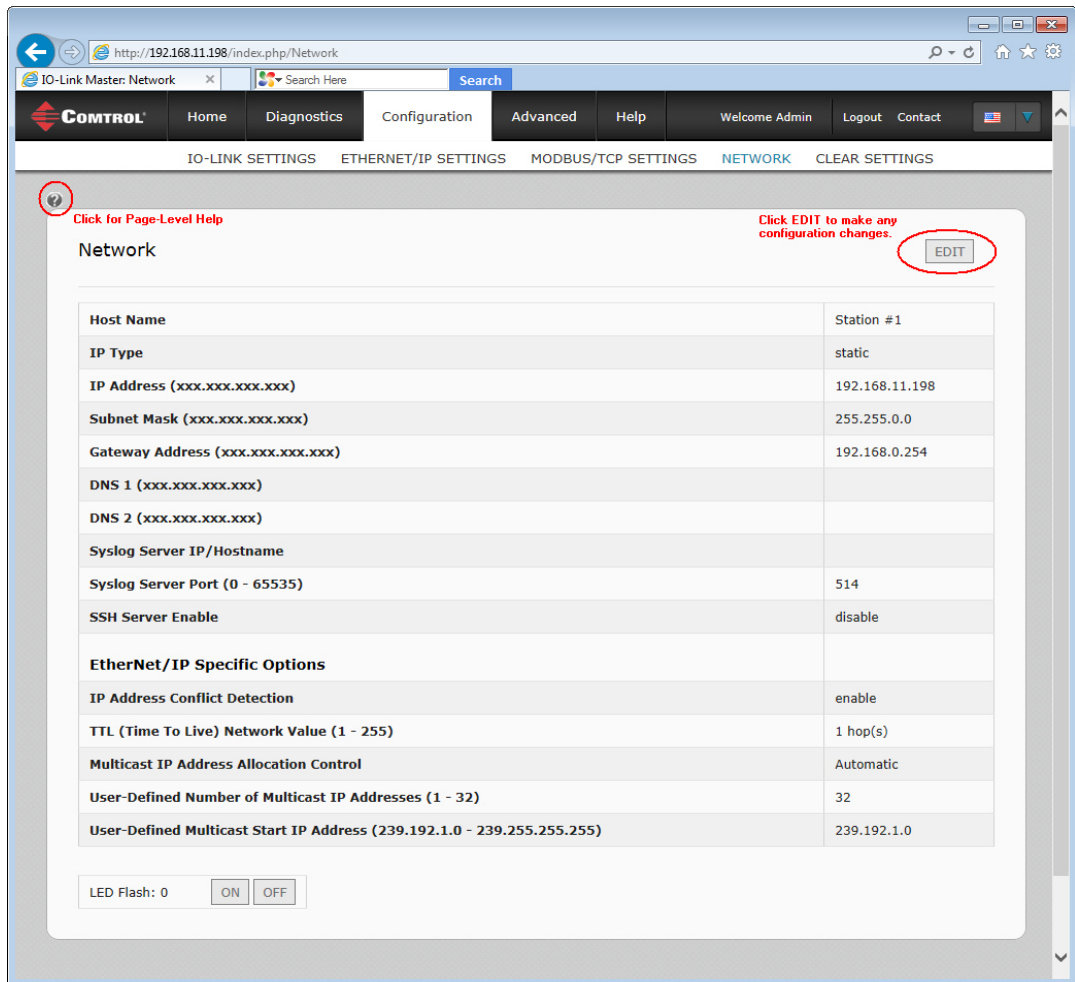 http://192.168.11.198/index.php/Network
IO-Link Master: Network
Search Here
Search
COMTROL
Home
Diagnostics
Configuration
Advanced
Help
Welcome Admin
Logout
Contact
IO-LINK SETTINGS
ETHERNET/IP SETTINGS
MODBUS/TCP SETTINGS
NETWORK
CLEAR SETTINGS
?
Click for Page-Level Help
Click EDIT to make any
configuration changes.
Network
EDIT
Host Name Station #1
IP Type static
IP Address (xxx.xxx.xxx.xxx) 192.168.11.198
Subnet Mask (xxx.xxx.xxx.xxx) 255.255.0.0
Gateway Address (xxx.xxx.xxx.xxx) 192.168.0.254
DNS 1 (xxx.xxx.xxx.xxx)
DNS 2 (xxx.xxx.xxx.xxx)
Syslog Server IP/Hostname
Syslog Server Port (0 - 65535) 514
SSH Server Enable disable
EtherNet/IP Specific Options
IP Address Conflict Detection enable
TTL (Time To Live) Network Value (1 - 255) 1 hop(s)
Multicast IP Address Allocation Control Automatic
User-Defined Number of Multicast IP Addresses (1 - 32) 32
User-Defined Multicast Start IP Address (239.192.1.0 - 239.255.255.255) 239.192.1.0
LED Flash: 0 ON OFF